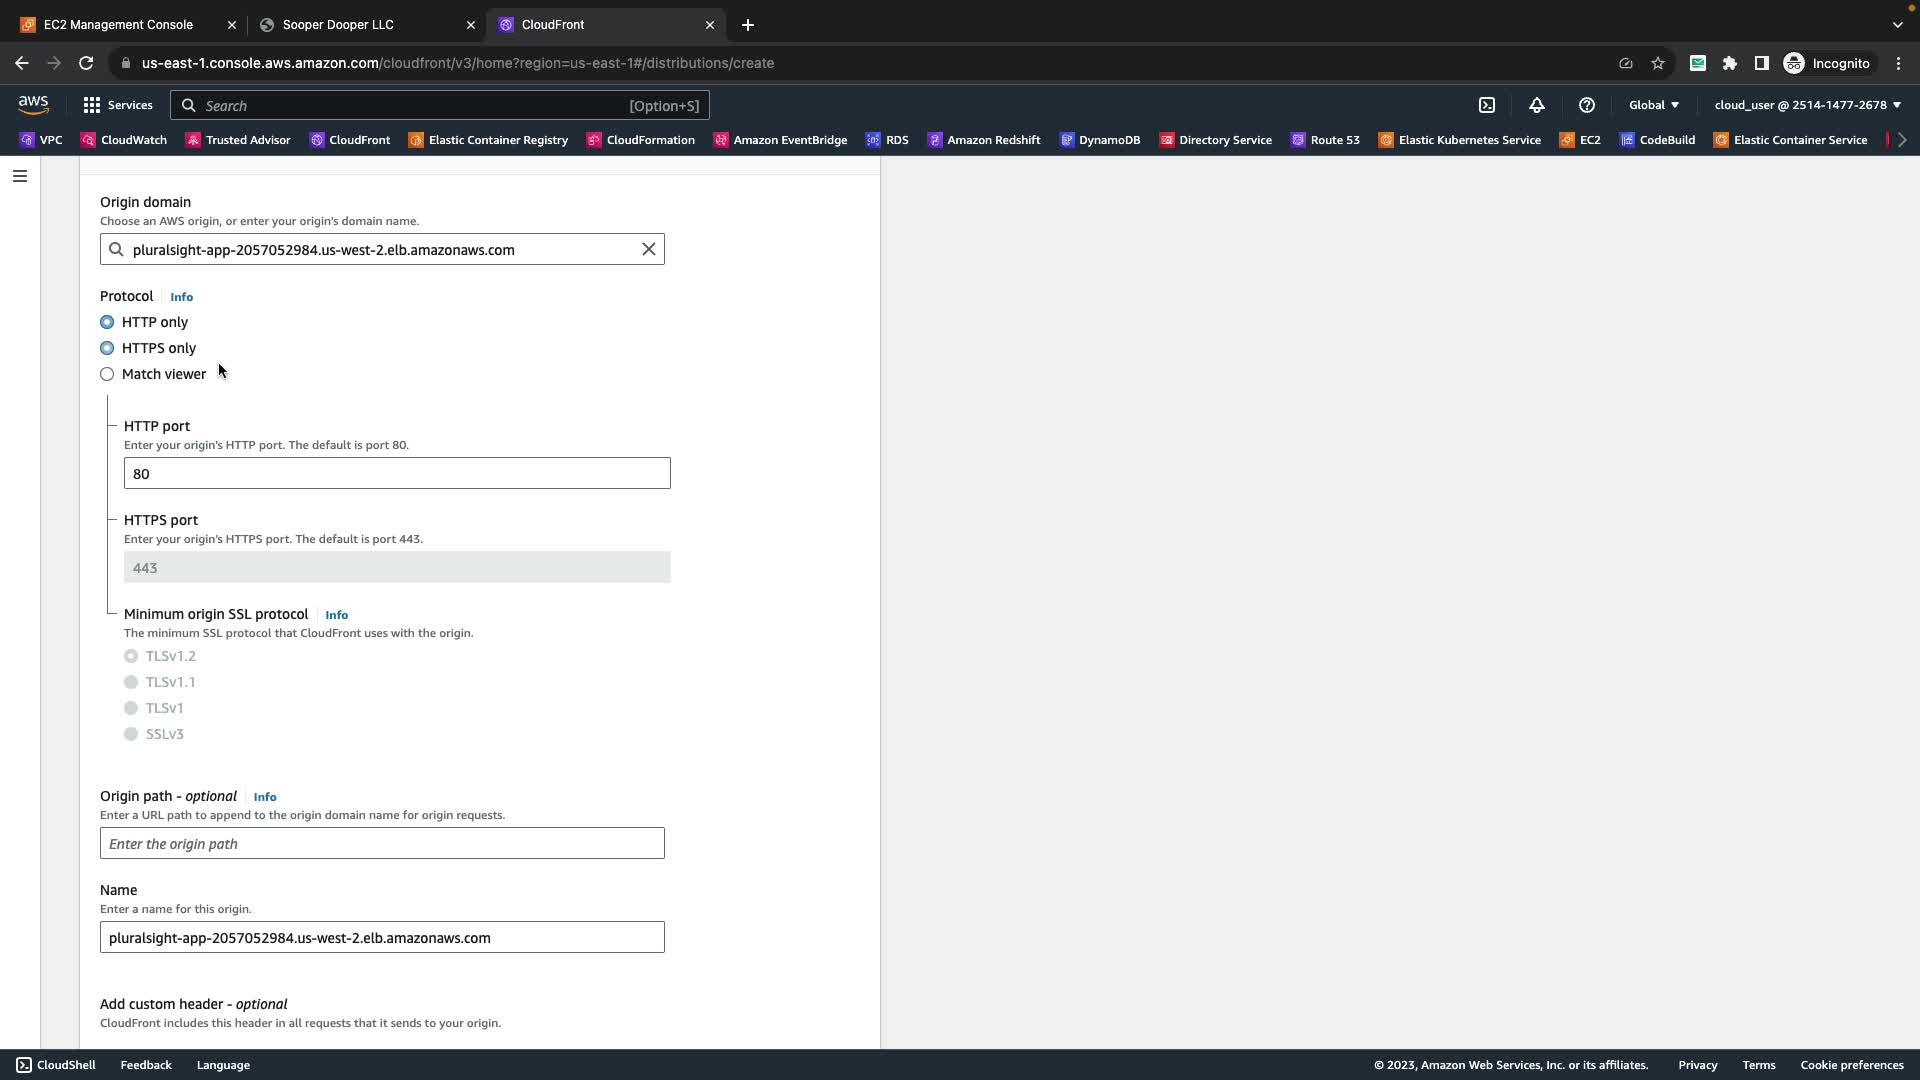 EC2 Management Console
Sooper Dooper LLC
CloudFront
us-east-1.console.aws.amazon.com/cloudfront/v3/home?region=us-east-1#/distributions/create
Incognito
aws
Services
Search
[Option+S]
Global
cloud_user @ 2514-1477-2678
VPC
CloudWatch
Trusted Advisor
CloudFront
Elastic Container Registry
CloudFormation
Amazon EventBridge
RDS
Amazon Redshift
DynamoDB
Directory Service
Route 53
Elastic Kubernetes Service
EC2
CodeBuild
Elastic Container Service
Origin domain
Choose an AWS origin, or enter your origin's domain name.
pluralsight-app-2057052984.us-west-2.elb.amazonaws.com
Protocol Info
HTTP only
HTTPS only
Match viewer
HTTP port
Enter your origin's HTTP port. The default is port 80.
80
HTTPS port
Enter your origin's HTTPS port. The default is port 443.
443
Minimum origin SSL protocol Info
The minimum SSL protocol that CloudFront uses with the origin.
TLSv1.2
TLSv1.1
TLSv1
SSLv3
Origin path - optional Info
Enter a URL path to append to the origin domain name for origin requests.
Enter the origin path
Name
Enter a name for this origin.
pluralsight-app-2057052984.us-west-2.elb.amazonaws.com
Add custom header - optional
CloudFront includes this header in all requests that it sends to your origin.
CloudShell
Feedback
Language
© 2023, Amazon Web Services, Inc. or its affiliates.
Privacy
Terms
Cookie preferences